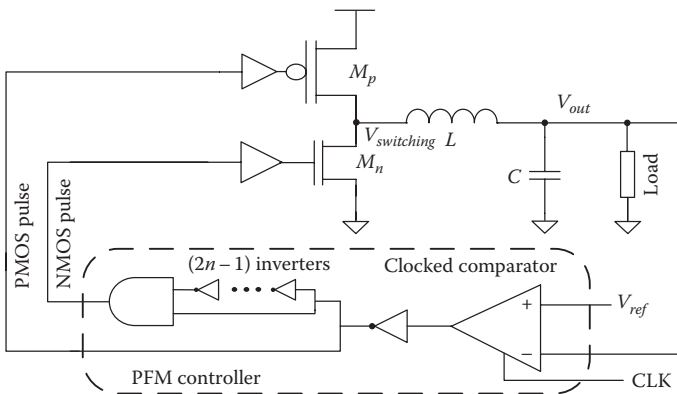 M_p
V_out
V_switching L
M_n
C
Load
PMOS pulse
NMOS pulse
(2n – 1) inverters
Clocked comparator
+
V_ref
–
CLK
PFM controller